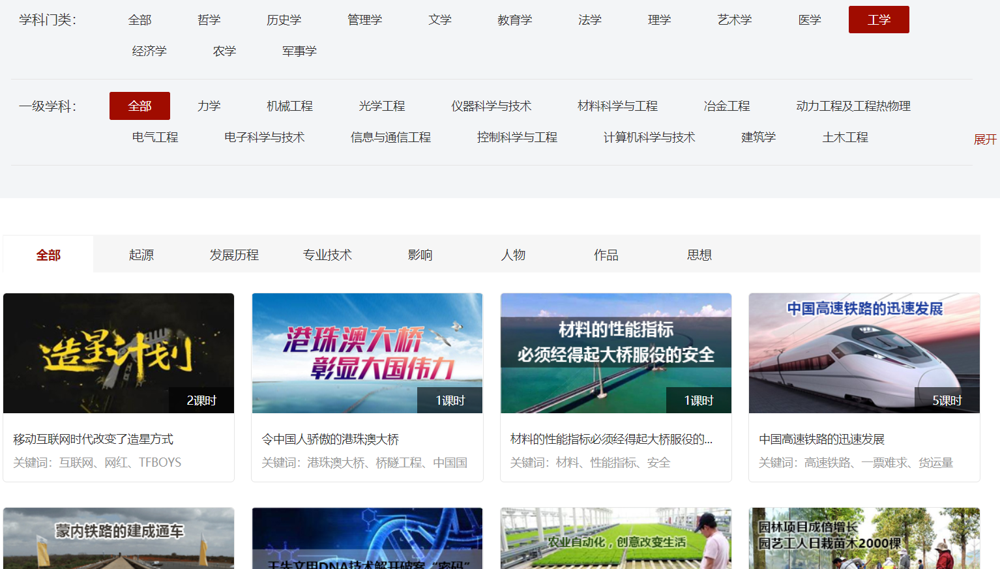 学科门类： 全部 哲学 历史学 管理学 文学 教育学 法学 理学 艺术学 医学 工学
经济学 农学 军事学
一级学科： 全部 力学 机械工程 光学工程 仪器科学与技术 材料科学与工程 冶金工程 动力工程及工程热物理
电气工程 电子科学与技术 信息与通信工程 控制科学与工程 计算机科学与技术 建筑学 土木工程 展开
全部 起源 发展历程 专业技术 影响 人物 作品 思想
造星计划
2课时
移动互联网时代改变了造星方式
关键词：互联网、网红、TFBOYS
港珠澳大桥
彰显大国伟力
1课时
令中国人骄傲的港珠澳大桥
关键词：港珠澳大桥、桥隧工程、中国国
材料的性能指标
必须经得起大桥服役的安全
1课时
材料的性能指标必须经得起大桥服役的...
关键词：材料、性能指标、安全
中国高速铁路的迅速发展
5课时
中国高速铁路的迅速发展
关键词：高速铁路、一票难求、货运量
蒙内铁路的建成通车
王先文用DNA技术解开破案“密码”
农业自动化，创意改变生活
园林项目成倍增长
园艺工人日栽苗木2000棵